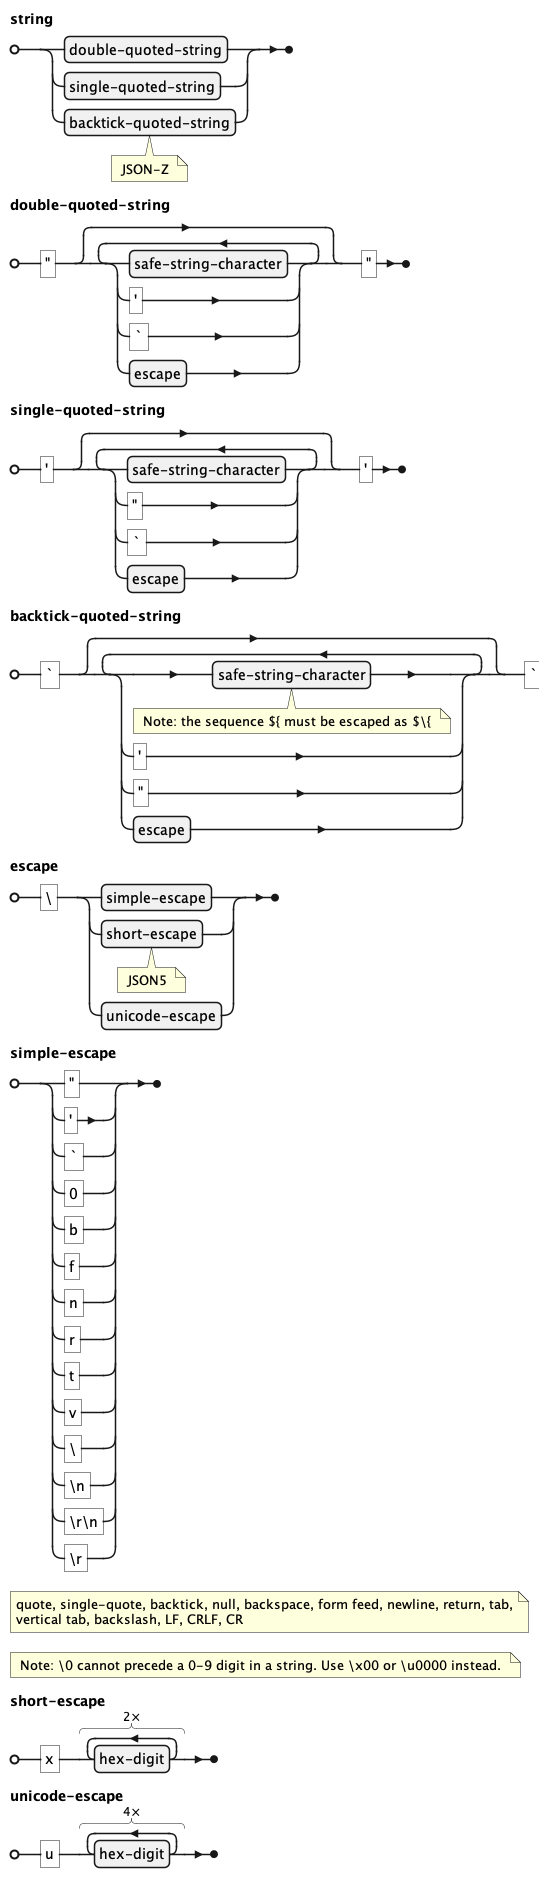 string
double-quoted-string
single-quoted-string
backtick-quoted-string
JSON-Z
double-quoted-string
" safe-string-character "
'
`
escape
single-quoted-string
' safe-string-character '
"
`
escape
backtick-quoted-string
` safe-string-character `
Note: the sequence ${ must be escaped as $\{
'
"
escape
escape
\ simple-escape
short-escape
JSON5
unicode-escape
simple-escape
"
'
`
0
b
f
n
r
t
v
\
\n
\r\n
\r
quote, single-quote, backtick, null, backspace, form feed, newline, return, tab,
vertical tab, backslash, LF, CRLF, CR
Note: \0 cannot precede a 0-9 digit in a string. Use \x00 or \u0000 instead.
short-escape
2×
x hex-digit
unicode-escape
4×
u hex-digit